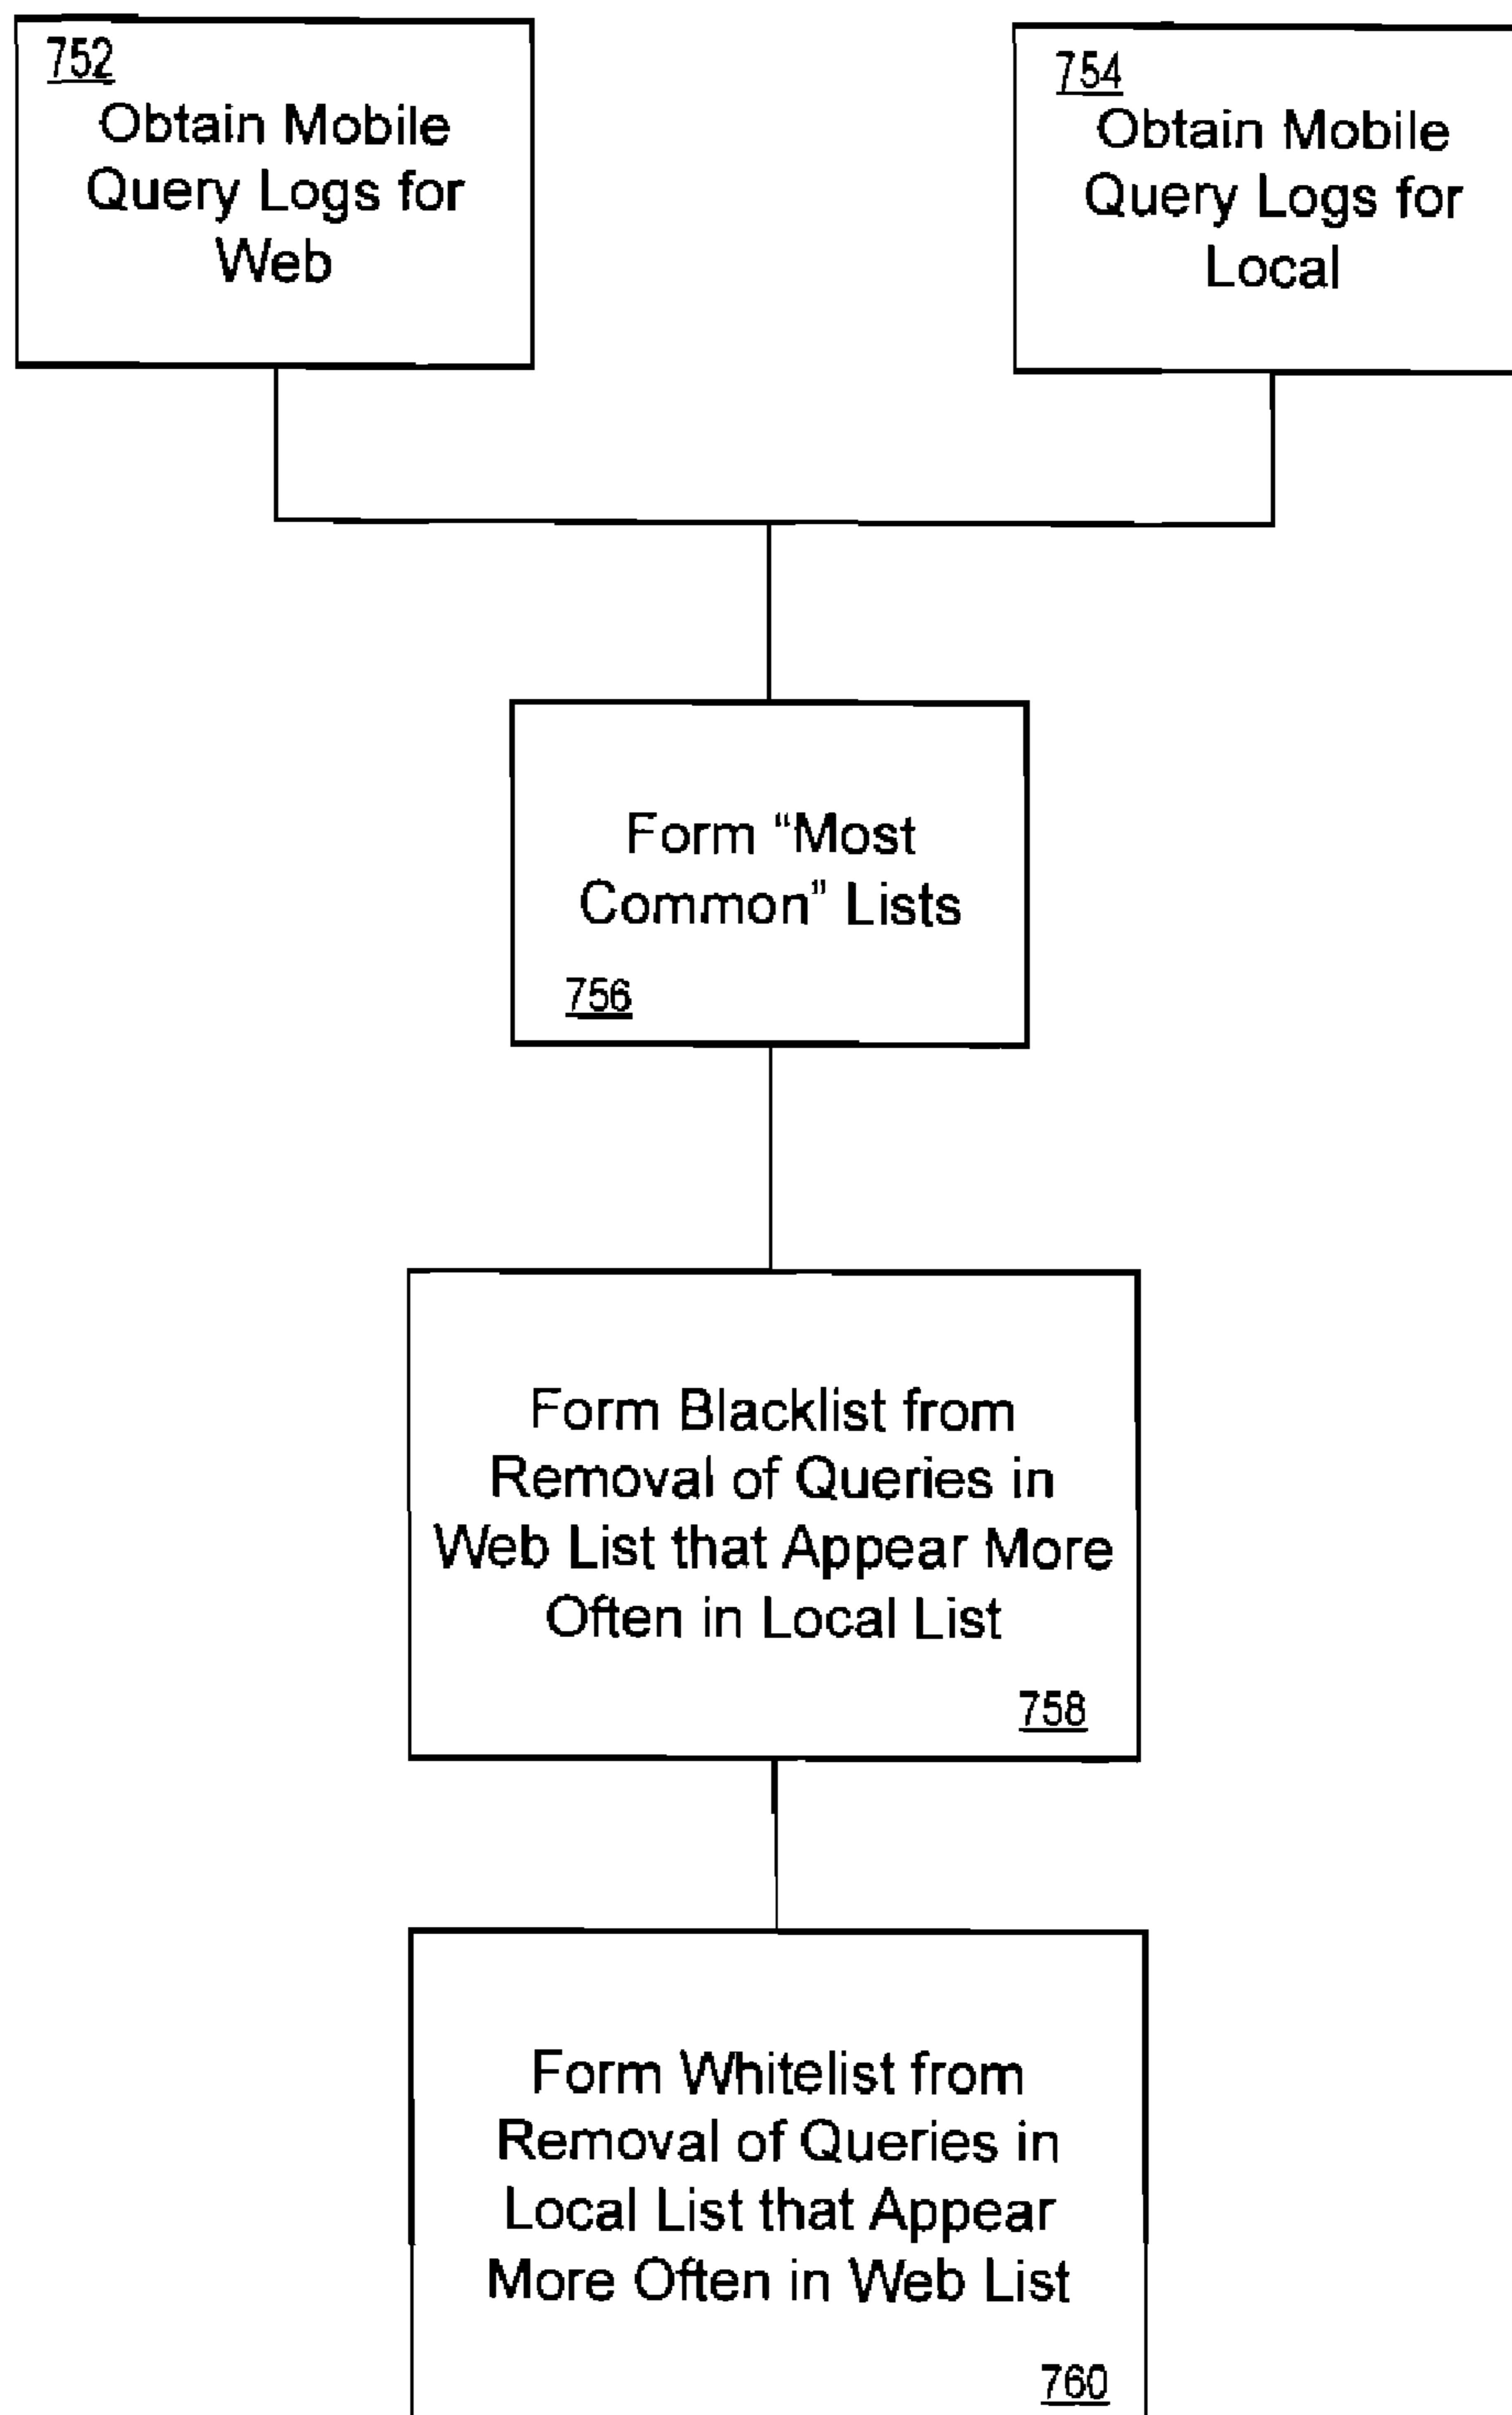 752
Obtain Mobile
Query Logs for
Web
754
Obtain Mobile
Query Logs for
Local
Form “Most
Common” Lists
756
Form Blacklist from
Removal of Queries in
Web List that Appear More
Often in Local List
758
Form Whitelist from
Removal of Queries in
Local List that Appear
More Often in Web List
760